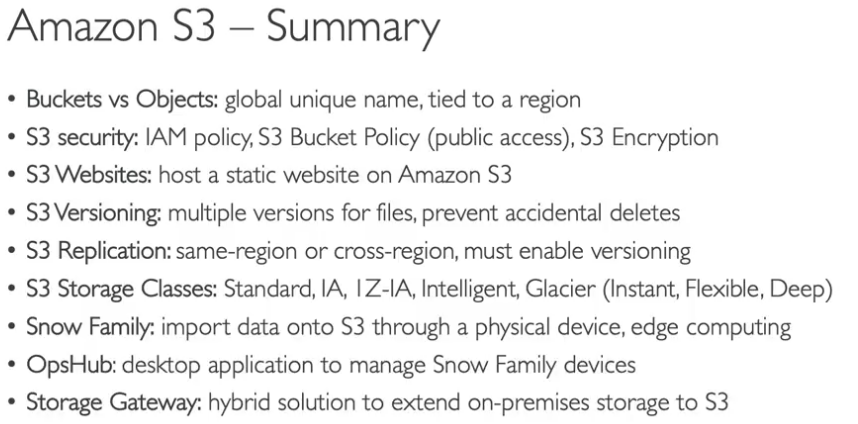 Amazon S3 – Summary
• Buckets vs Objects: global unique name, tied to a region
• S3 security: IAM policy, S3 Bucket Policy (public access), S3 Encryption
• S3 Websites: host a static website on Amazon S3
• S3 Versioning: multiple versions for files, prevent accidental deletes
• S3 Replication: same-region or cross-region, must enable versioning
• S3 Storage Classes: Standard, IA, 1Z-IA, Intelligent, Glacier (Instant, Flexible, Deep)
• Snow Family: import data onto S3 through a physical device, edge computing
• OpsHub: desktop application to manage Snow Family devices
• Storage Gateway: hybrid solution to extend on-premises storage to S3